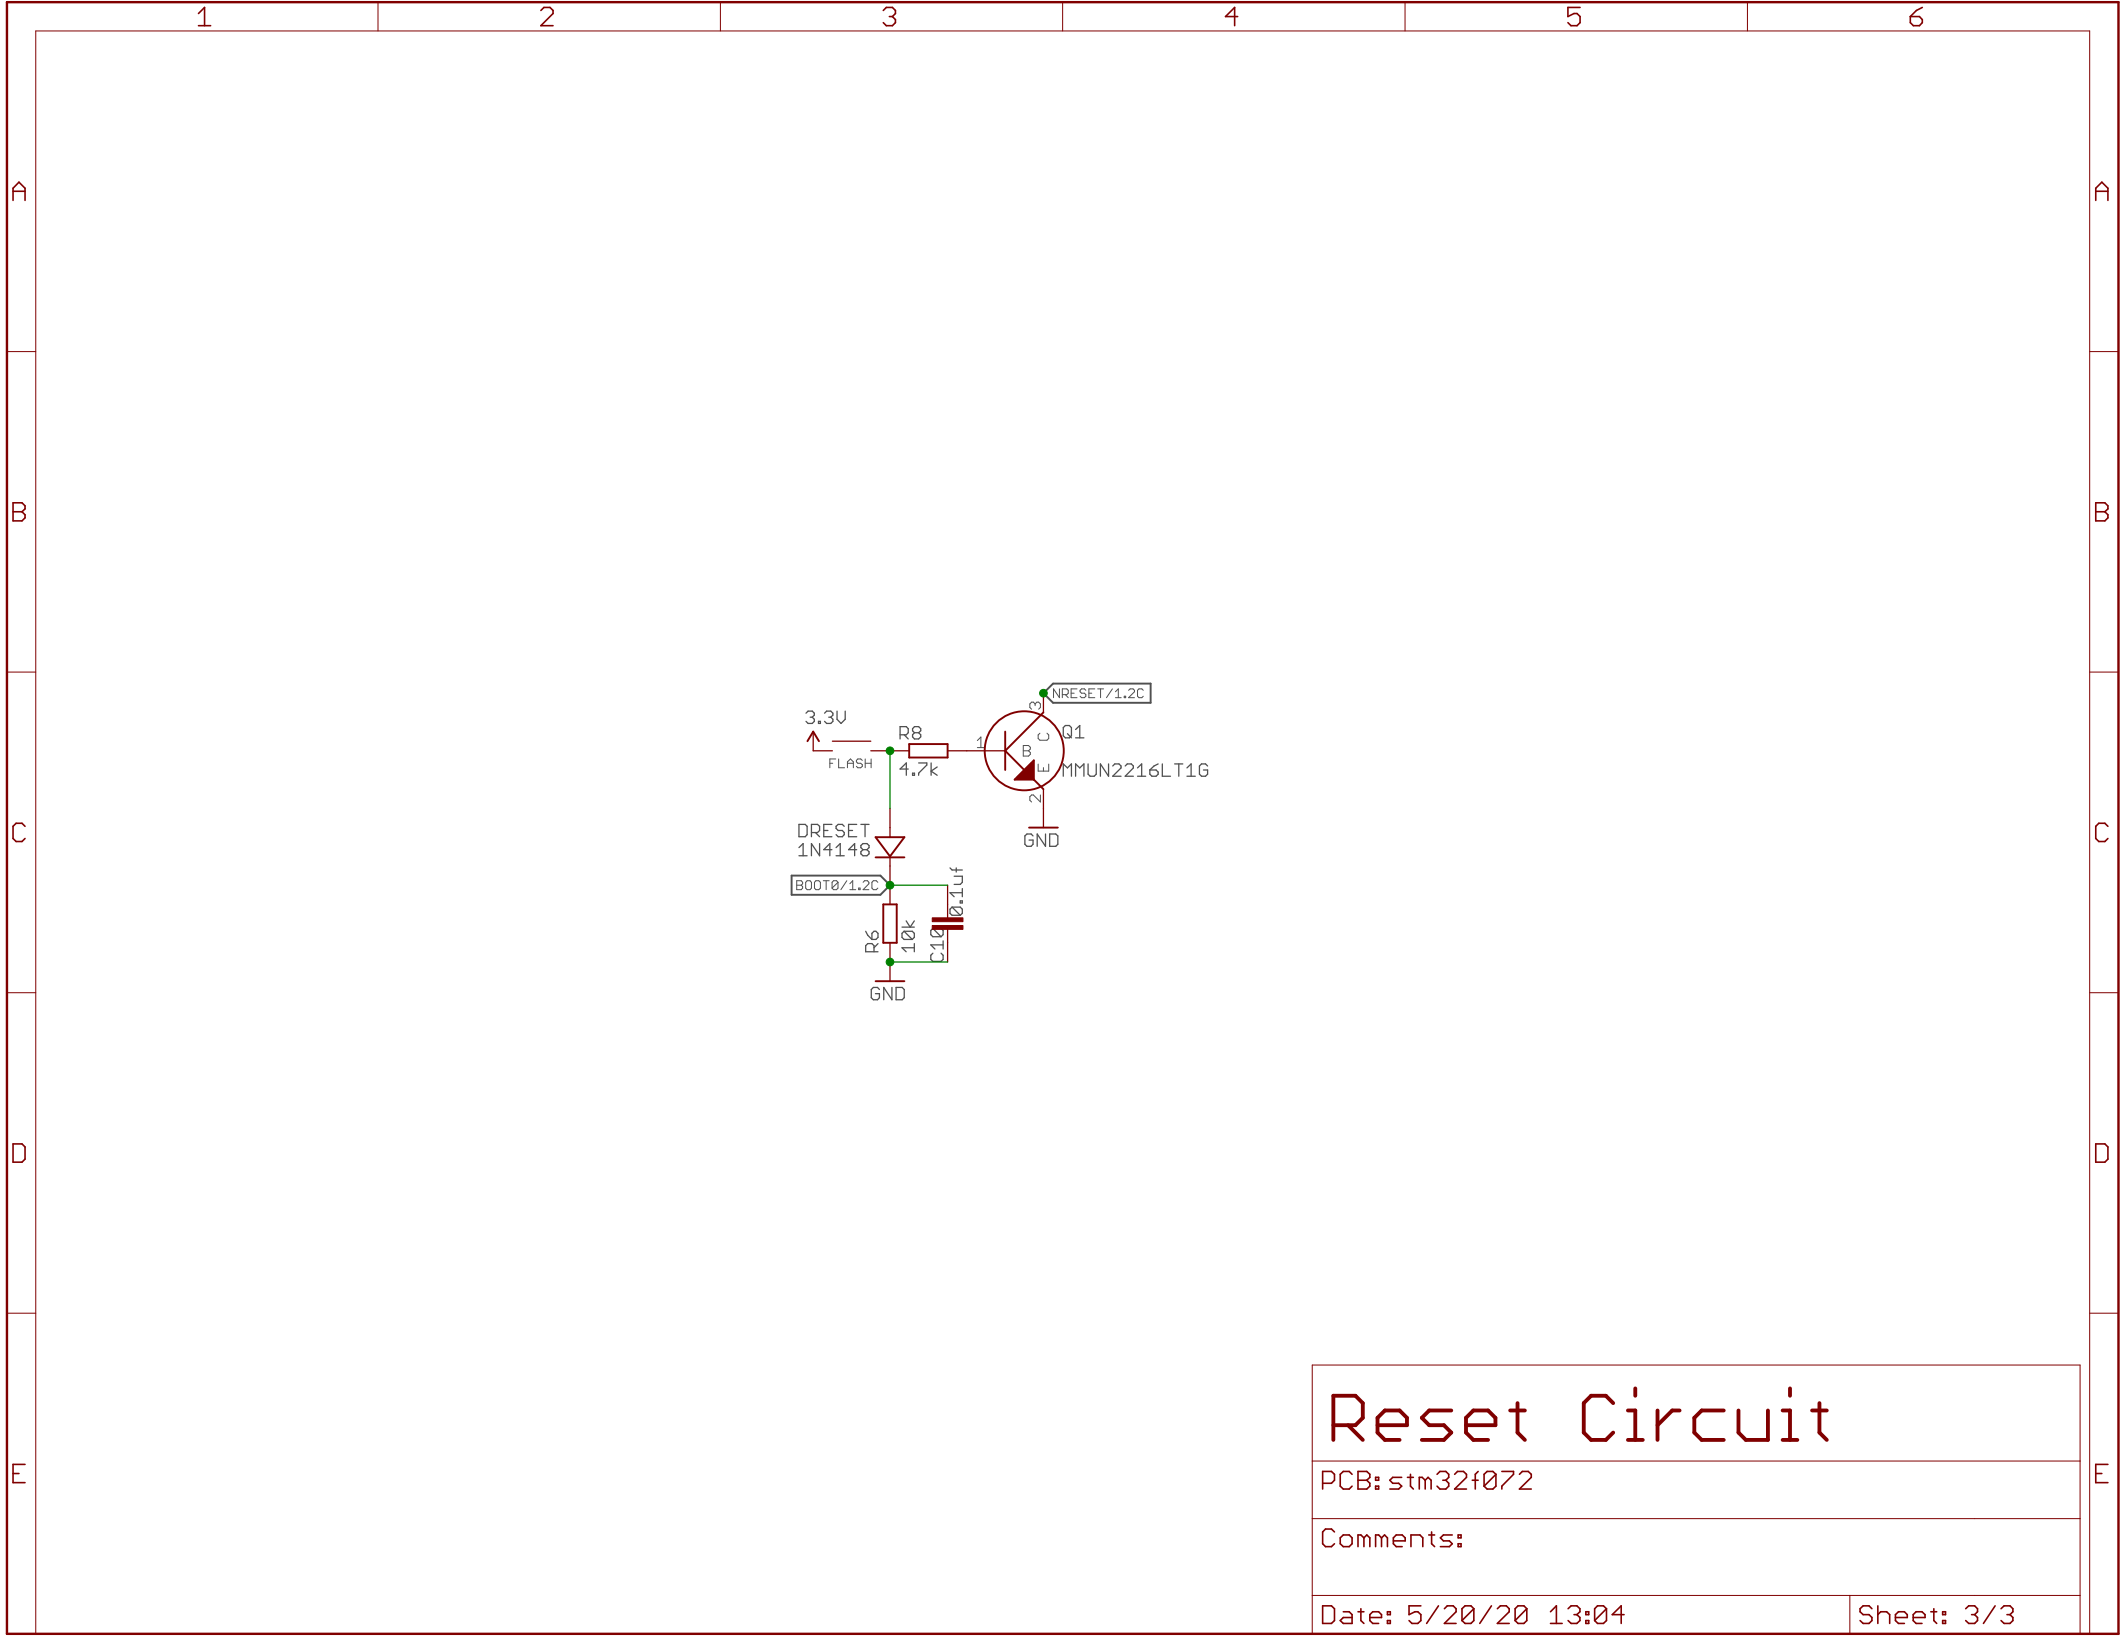 1 2 3 4 5 6
A A
B B
NRESET/1.2C
3
3.3V
R8
Q1
C
1
B
FLASH
4.7k
E
MMUN2216LT1G
2
GND
DRESET
1N4148
C C
BOOT0/1.2C
0.1uf
R6
10k
C10
GND
D D
Reset Circuit
E E
PCB: stm32f072
Comments:
Date: 5/20/20 13:04
Sheet: 3/3